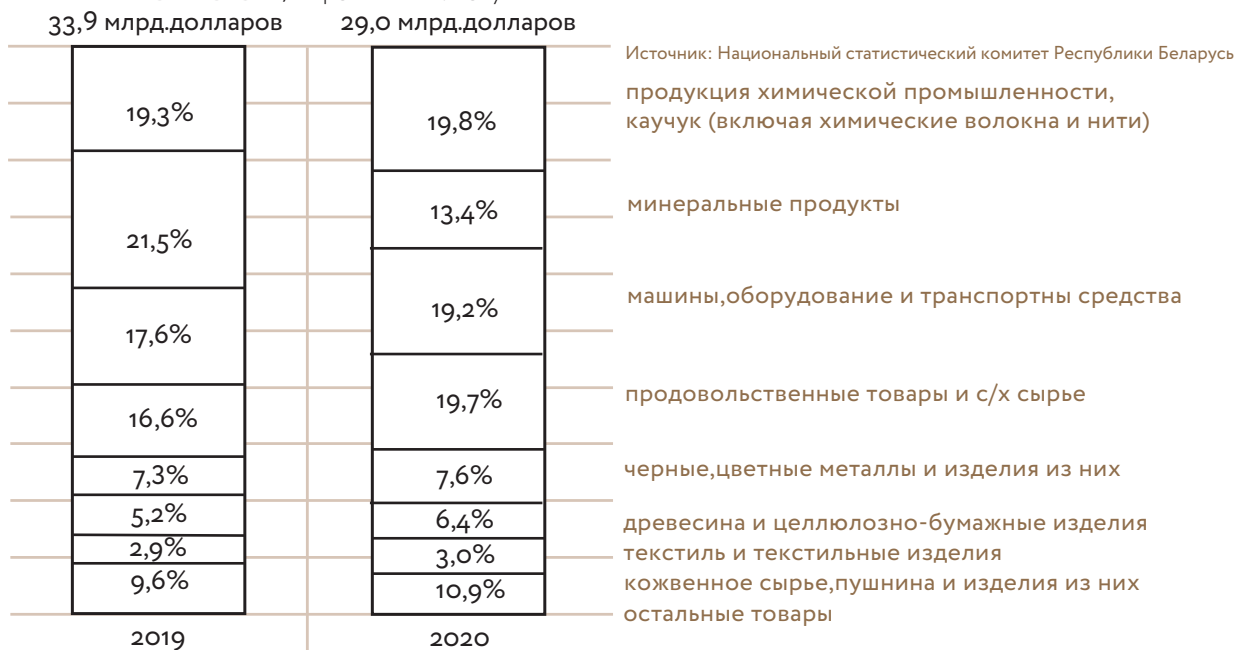 33,9 млрд.долларов
29,0 млрд.долларов
Источник: Национальный статистический комитет Республики Беларусь
19,3%
19,8%
продукция химической промышленности,
каучук (включая химические волокна и нити)
21,5%
13,4%
минеральные продукты
17,6%
19,2%
машины,оборудование и транспортны средства
16,6%
19,7%
продовольственные товары и с/х сырье
7,3%
7,6%
черные,цветные металлы и изделия из них
5,2%
6,4%
древесина и целлюлозно-бумажные изделия
2,9%
3,0%
текстиль и текстильные изделия
9,6%
10,9%
кожвенное сырье,пушнина и изделия из них
остальные товары
2019
2020